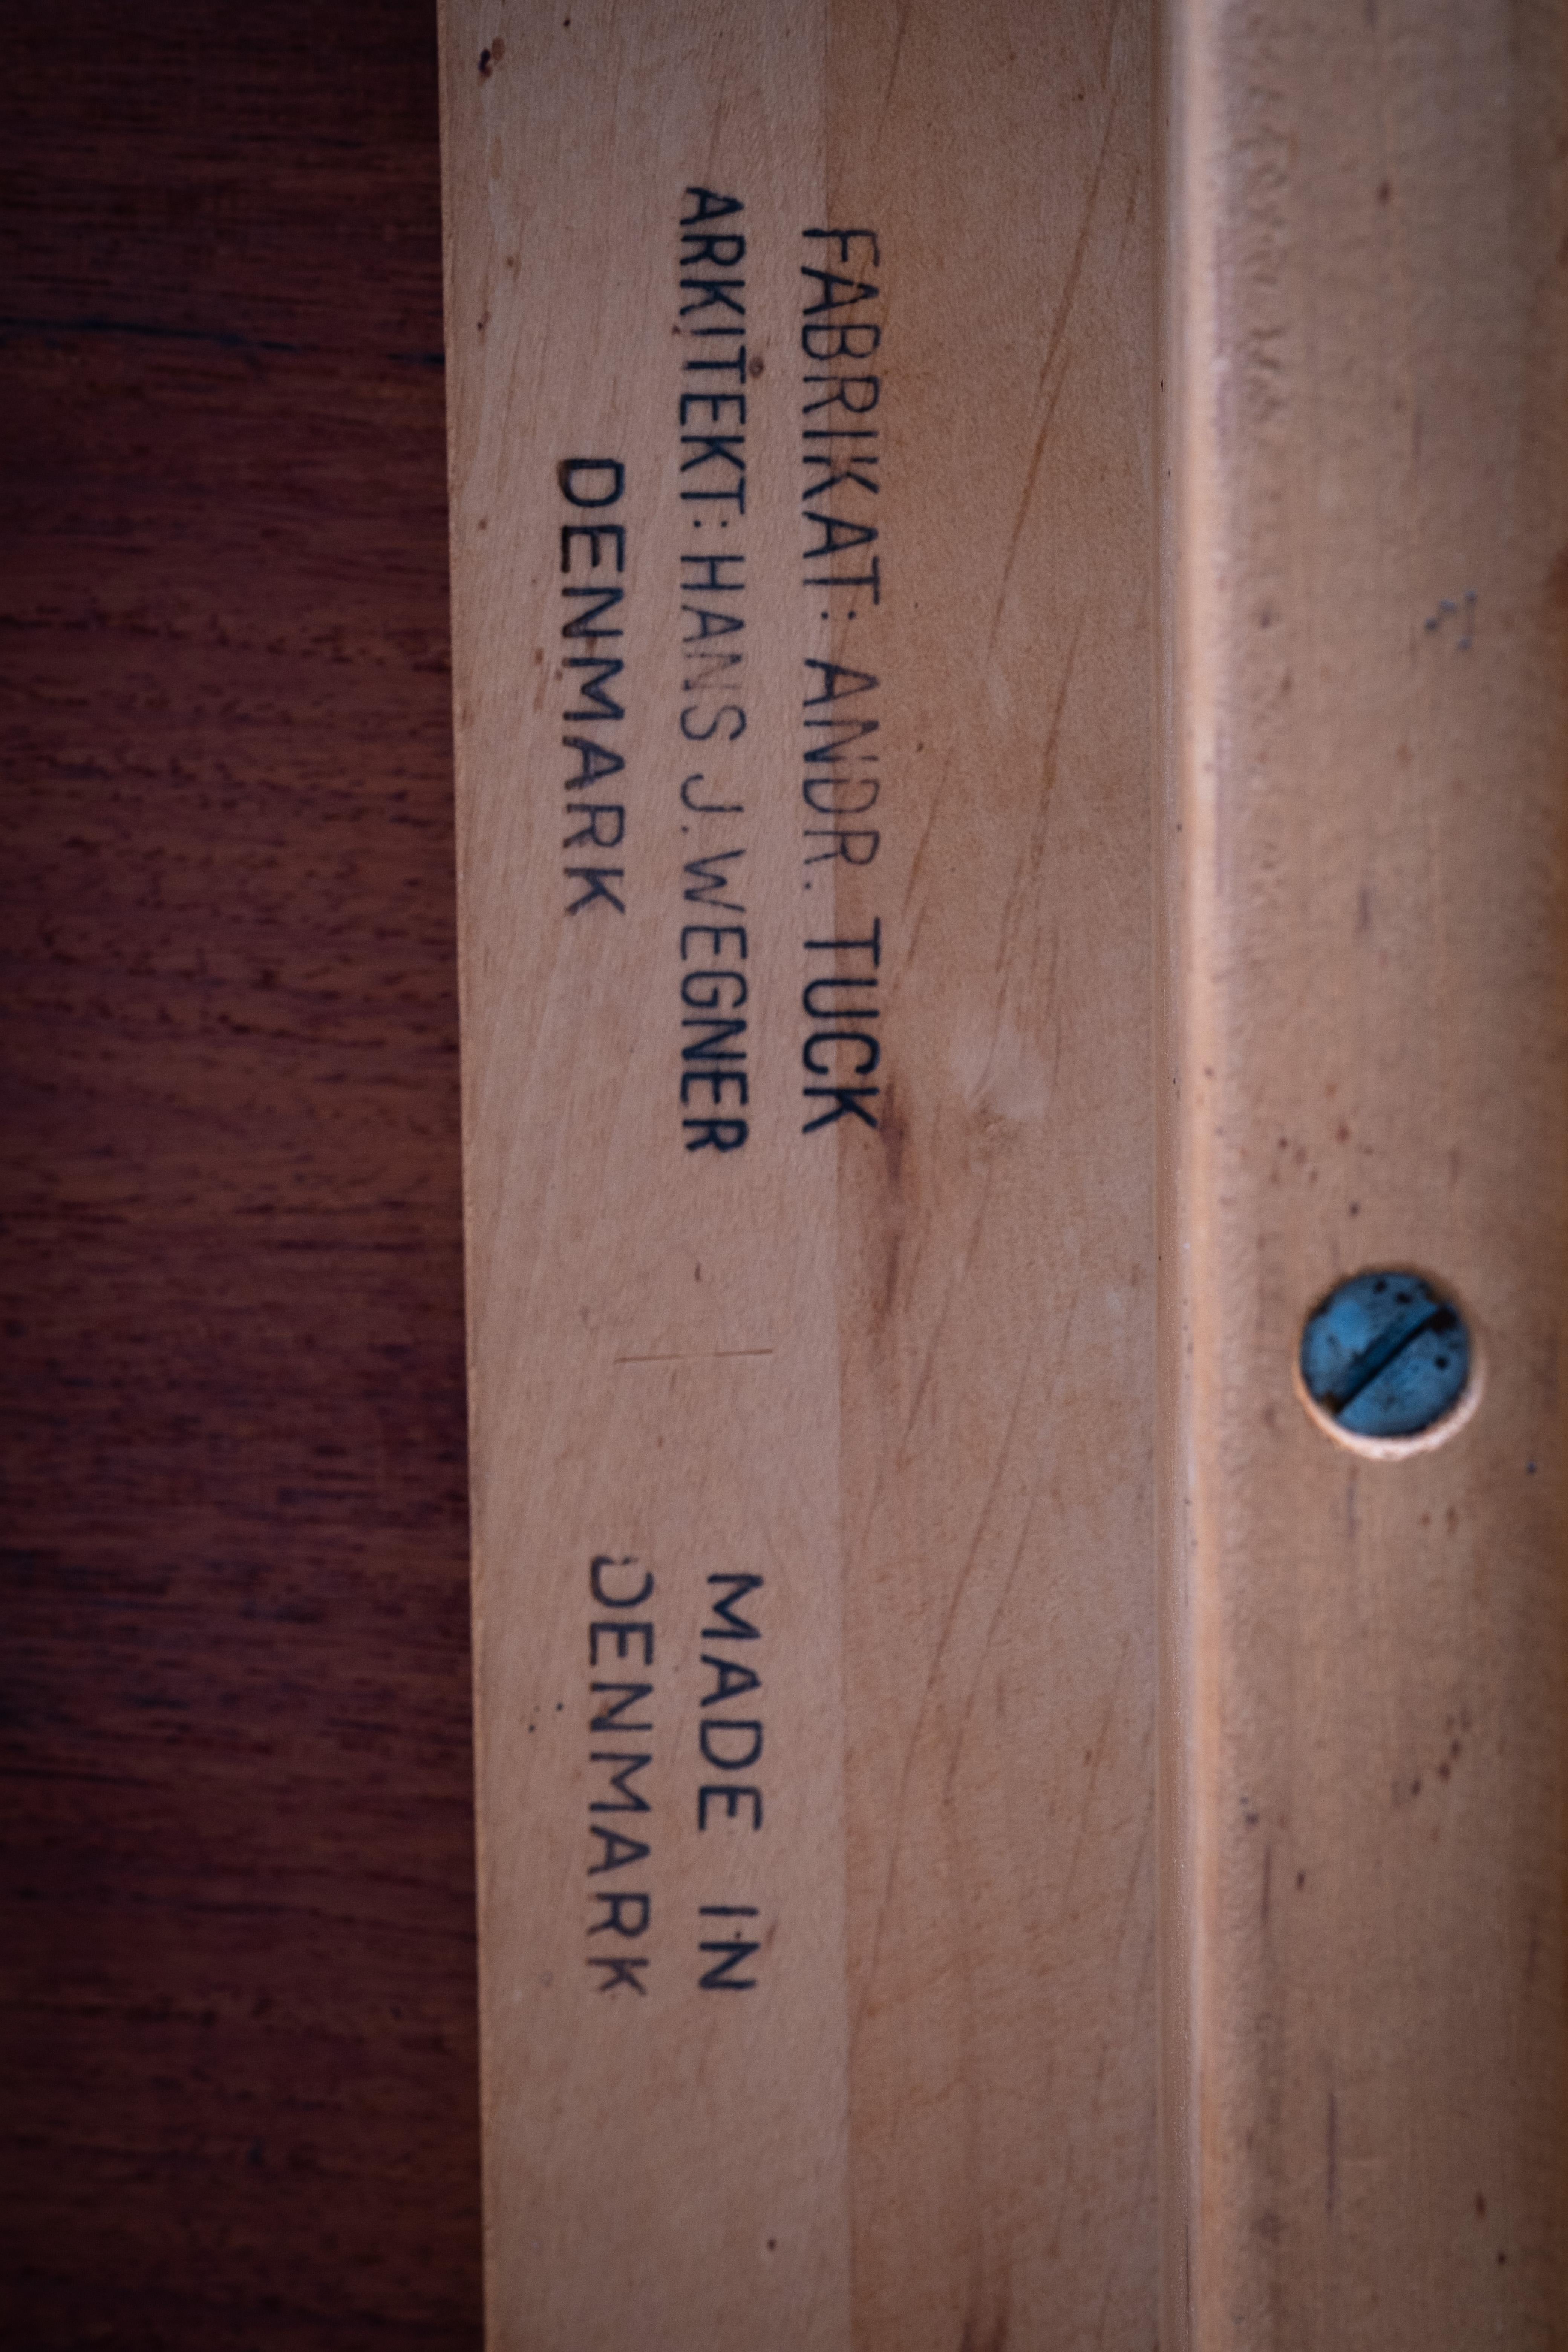 FABRIKAT: ANDR. TUCK
ARKITEKT: HANS J. WEGNER
DENMARK
MADE IN
DENMARK